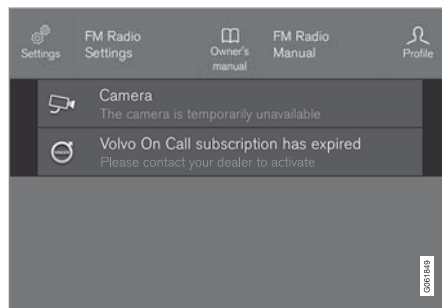 Settings
FM Radio
Settings
Owner's
manual
FM Radio
Manual
Profile
Camera
The camera is temporarily unavailable
Volvo On Call subscription has expired
Please contact your dealer to activate
G061849